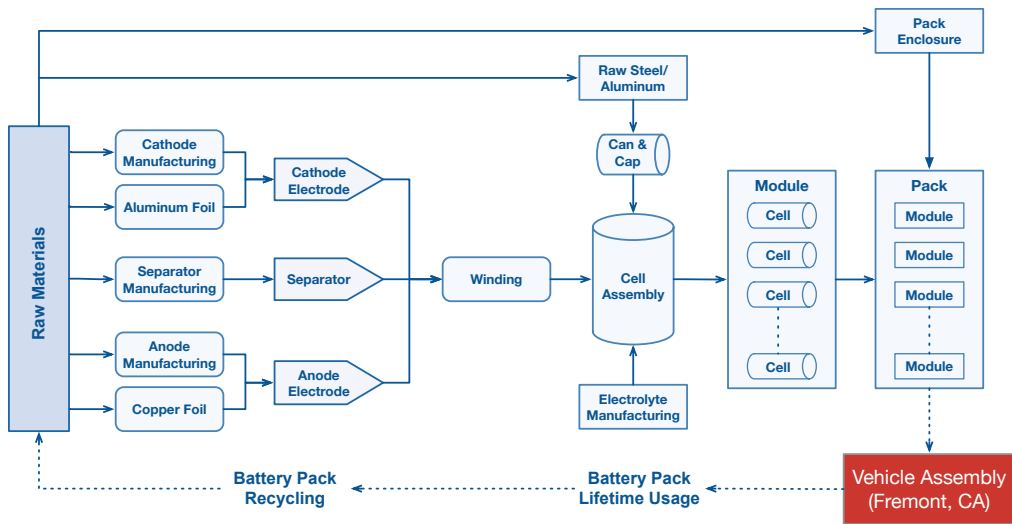 Pack
Enclosure
Raw Steel/
Aluminum
Raw Materials
Cathode
Manufacturing
Aluminum Foil
Cathode
Electrode
Can &
Cap
Separator
Manufacturing
Separator
Winding
Cell
Assembly
Module
Cell
Cell
Cell
Cell
Pack
Module
Module
Module
Module
Anode
Manufacturing
Copper Foil
Anode
Electrode
Electrolyte
Manufacturing
Battery Pack
Recycling
Battery Pack
Lifetime Usage
Vehicle Assembly
(Fremont, CA)